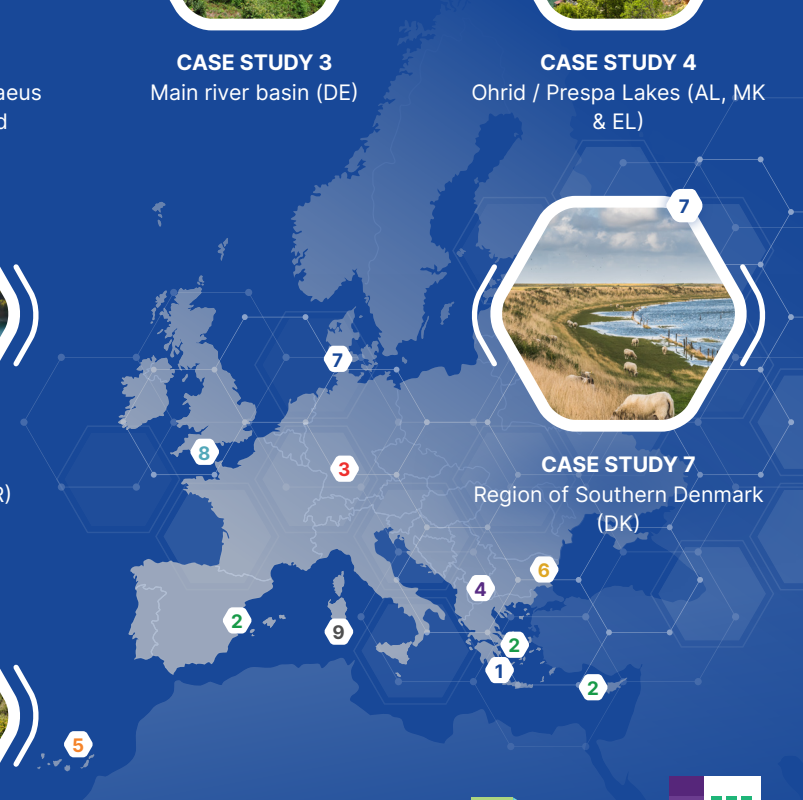 CASE STUDY 3
Main river basin (DE)
CASE STUDY 4
Ohrid / Prespa Lakes (AL, MK
& EL)
7
CASE STUDY 7
Region of Southern Denmark
(DK)
7
8
3
6
4
2
9
2
1
2
5